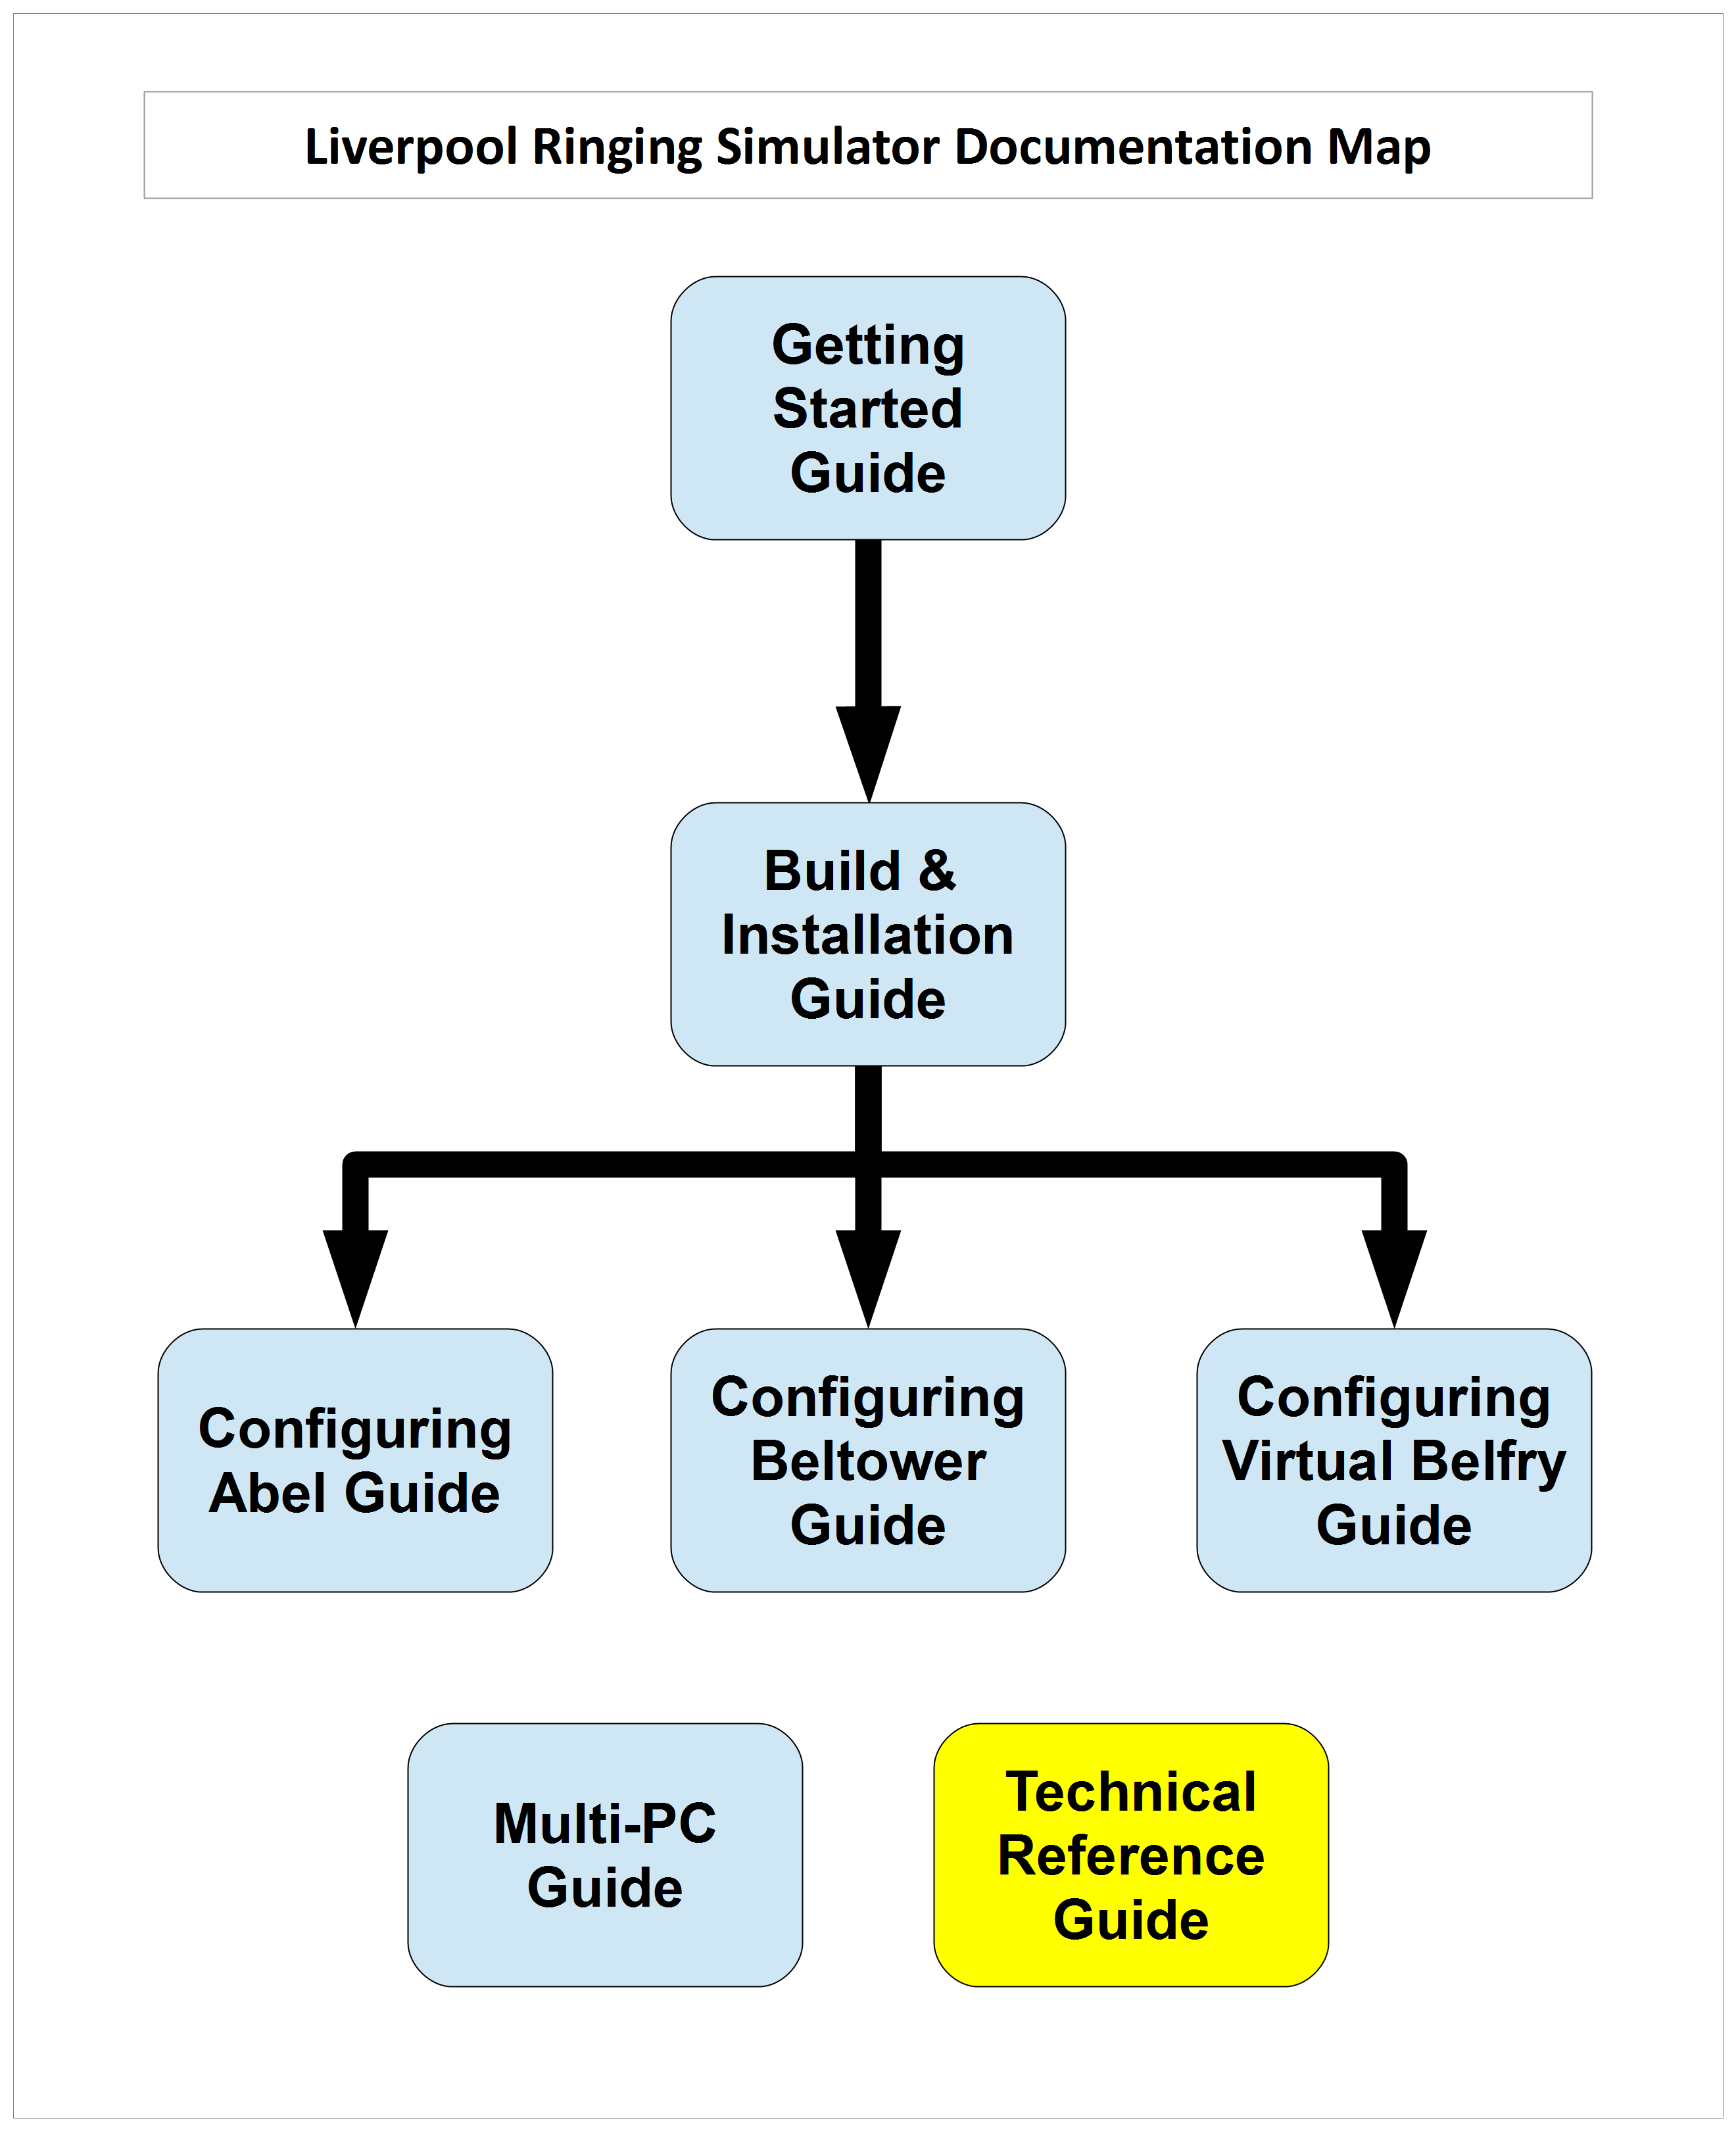 Liverpool Ringing Simulator Documentation Map
Getting
Started
Guide
Build &
Installation
Guide
Configuring
Abel Guide
Configuring
Beltower
Guide
Configuring
Virtual Belfry
Guide
Multi-PC
Guide
Technical
Reference
Guide